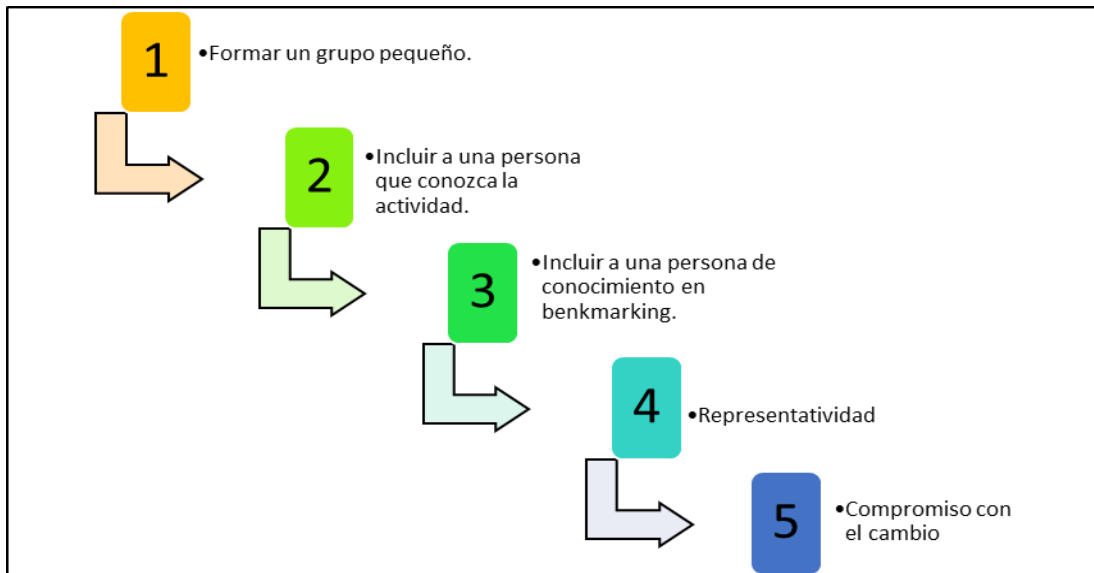 1
•Formar un grupo pequeño.
2
•Incluir a una persona
que conozca la
actividad.
3
•Incluir a una persona de
conocimiento en
benkmarking.
4
•Representatividad
5
•Compromiso con
el cambio